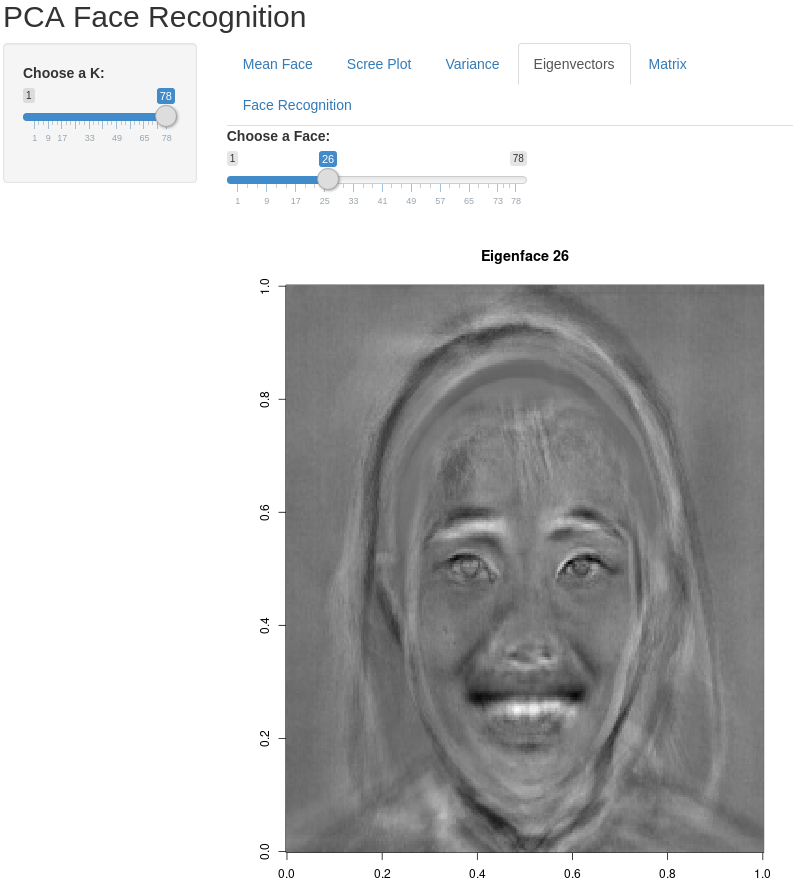 PCA Face Recognition
Choose a K:
1 78
1 9 17 33 49 65 78
Mean Face Scree Plot Variance Eigenvectors Matrix
Face Recognition
Choose a Face:
1 26 78
1 9 17 25 33 41 49 57 65 73 78
Eigenface 26
1.0
0.8
0.6
0.4
0.2
0.0
0.0 0.2 0.4 0.6 0.8 1.0